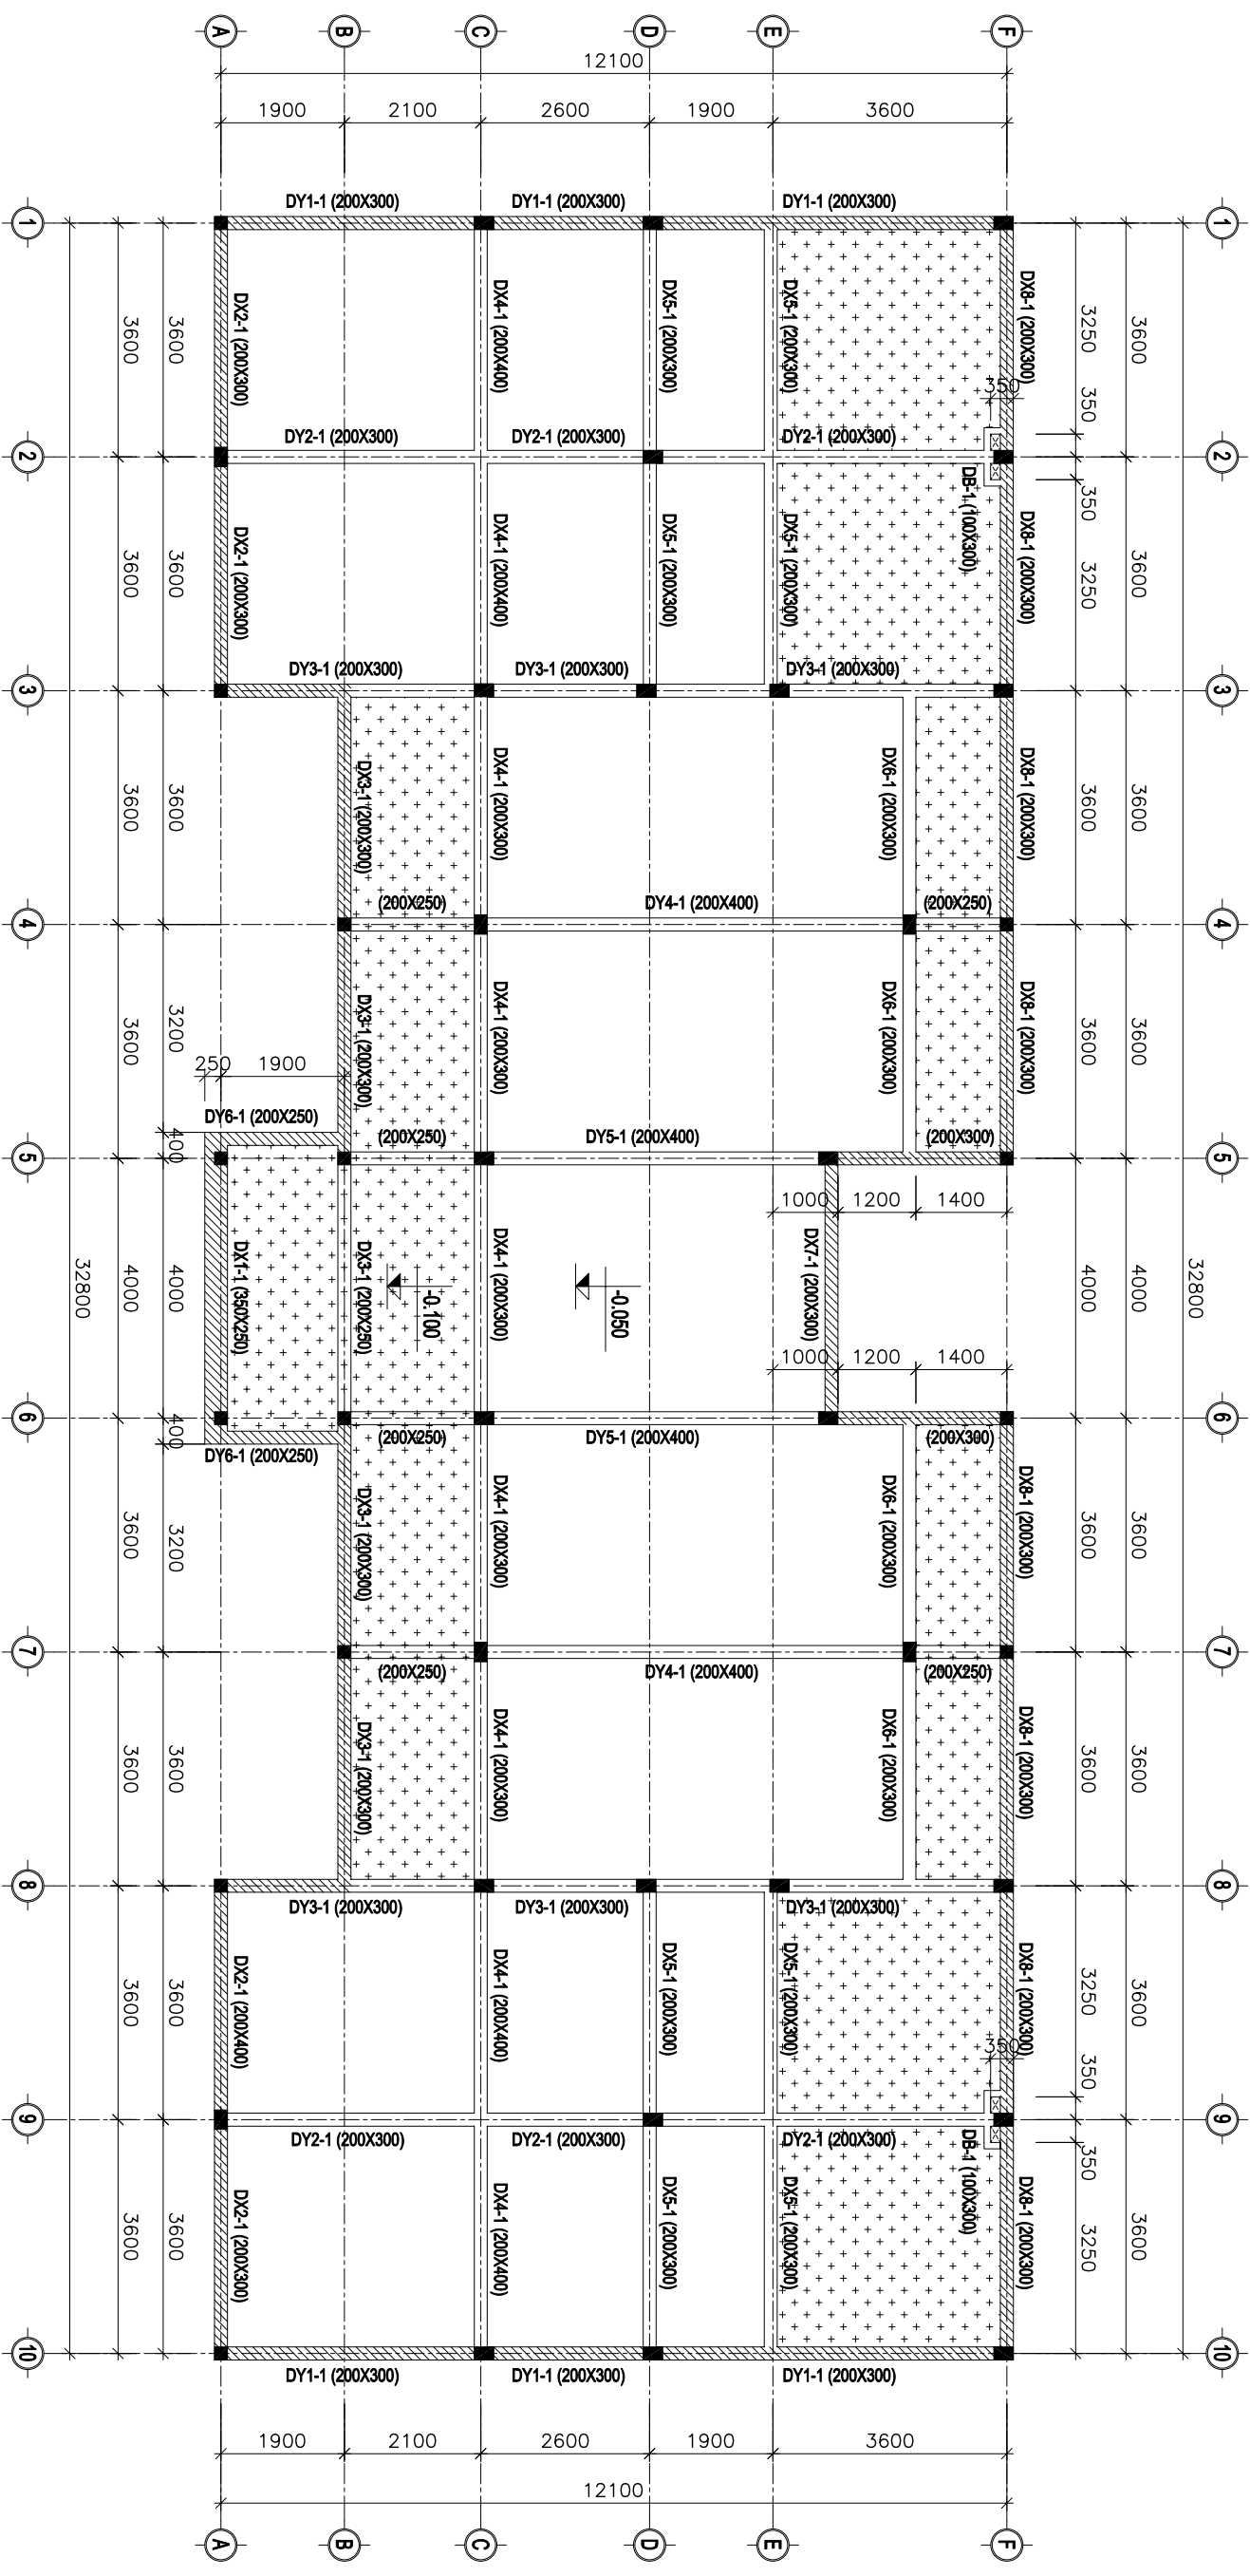 A B C D E F
12100
1900 2100 2600 1900 3600
DY1-1 (200X300) DY1-1 (200X300) DY1-1 (200X300)
1 1
DX2-1 (200X300) DX4-1 (200X400) DX5-1 (200X300) DX5-1 (200X300) DX8-1 (200X300)
3600 3600 3250 3600
350 350
DY2-1 (200X300) DY2-1 (200X300) DY2-1 (200X300)
2 2
350
DB-1 (100X300)
DX2-1 (200X300) DX4-1 (200X400) DX5-1 (200X300) DX5-1 (200X300) DX8-1 (200X300)
3600 3600 3250 3600
DY3-1 (200X300) DY3-1 (200X300) DY3-1 (200X300)
3 3
DX3-1 (200X300) DX4-1 (200X300) DX6-1 (200X300) DX8-1 (200X300)
3600 3600 3600 3600
(200X250) DY4-1 (200X400) (200X250)
4 4
DX3-1 (200X300) DX4-1 (200X300) DX6-1 (200X300) DX8-1 (200X300)
3600 3200 3600 3600
250 1900
DY6-1 (200X250)
400
(200X250) DY5-1 (200X400) (200X300)
5 5
1000 1200 1400
32800 3600 4000 4000 4000 32800
DX1-1 (350X250) DX3-1 (200X250) DX4-1 (200X300) DX7-1 (200X300)
-0.100 -0.050
1000 1200 1400
6 6
400
DY6-1 (200X250) (200X250) DY5-1 (200X400) (200X300)
DX3-1 (200X300) DX4-1 (200X300) DX6-1 (200X300) DX8-1 (200X300)
3600 3200 3600 3600
7 7
(200X250) DY4-1 (200X400) (200X250)
DX3-1 (200X300) DX4-1 (200X300) DX6-1 (200X300) DX8-1 (200X300)
3600 3600 3600 3600
8 8
DY3-1 (200X300) DY3-1 (200X300) DY3-1 (200X300)
DX2-1 (200X400) DX4-1 (200X400) DX5-1 (200X300) DX5-1 (200X300) DX8-1 (200X300)
3600 3600 3250 3600
350 350
9 9
DY2-1 (200X300) DY2-1 (200X300) DY2-1 (200X300)
350
DB-1 (100X300)
DX2-1 (200X300) DX4-1 (200X400) DX5-1 (200X300) DX5-1 (200X300) DX8-1 (200X300)
3600 3600 3250 3600
10 10
DY1-1 (200X300) DY1-1 (200X300) DY1-1 (200X300)
1900 2100 2600 1900 3600
12100
A B C D E F